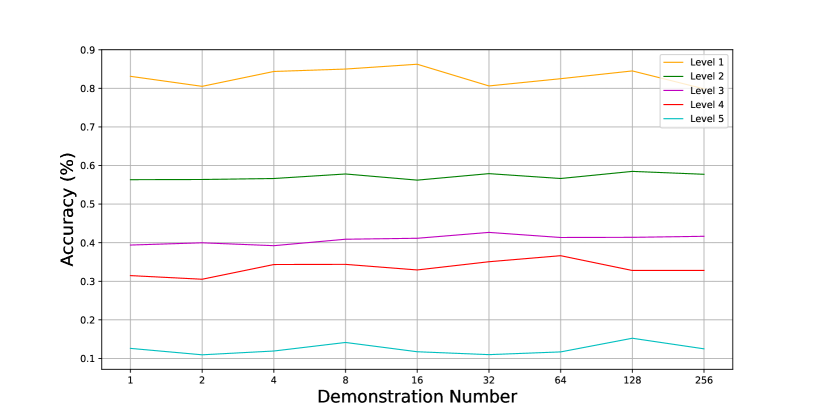 0.9
0.8
0.7
0.6
0.5
0.4
0.3
0.2
0.1
Accuracy (%)
Level 1
Level 2
Level 3
Level 4
Level 5
1 2 4 8 16 32 64 128 256
Demonstration Number